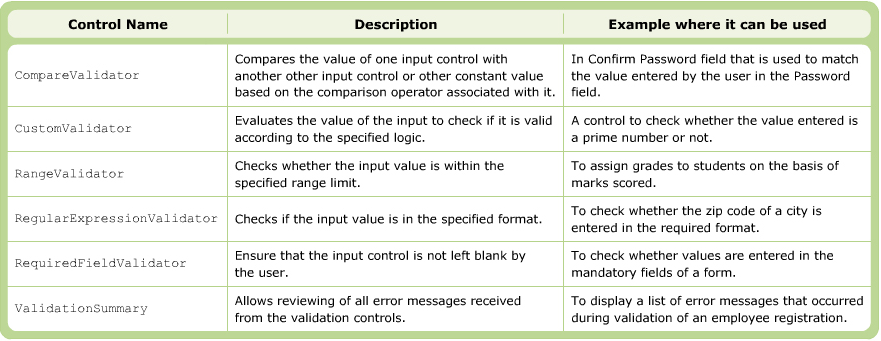 Control Name Description Example where it can be used
CompareValidator
Compares the value of one input control with
another other input control or other constant value
based on the comparison operator associated with it.
In Confirm Password field that is used to match
the value entered by the user in the Password
field.
CustomValidator
Evaluates the value of the input to check if it is valid
according to the specified logic.
A control to check whether the value entered is
a prime number or not.
RangeValidator
Checks whether the input value is within the
specified range limit.
To assign grades to students on the basis of
marks scored.
RegularExpressionValidator
Checks if the input value is in the specified format.
To check whether the zip code of a city is
entered in the required format.
RequiredFieldValidator
Ensure that the input control is not left blank by
the user.
To check whether values are entered in the
mandatory fields of a form.
ValidationSummary
Allows reviewing of all error messages received
from the validation controls.
To display a list of error messages that occurred
during validation of an employee registration.